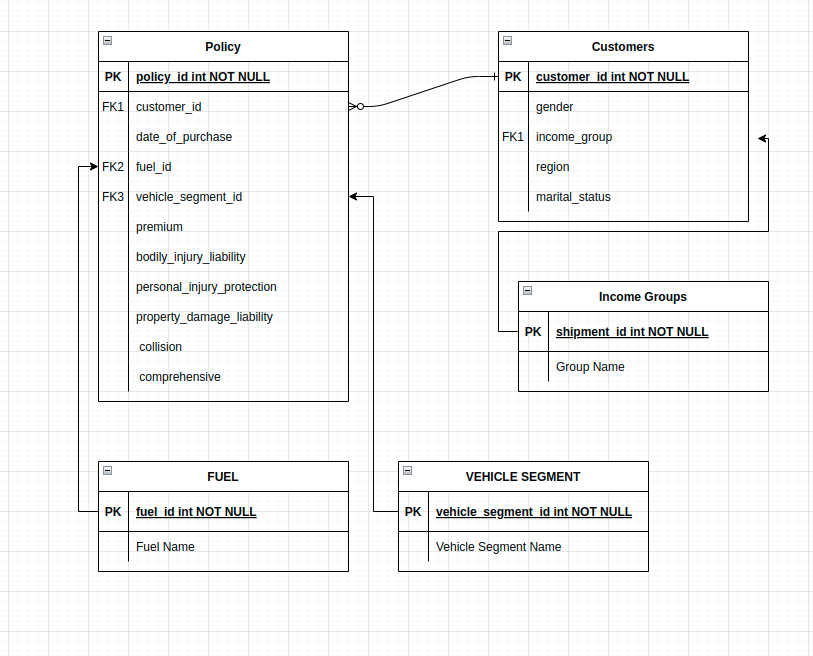 Policy
PK policy_id int NOT NULL
FK1 customer_id
date_of_purchase
FK2 fuel_id
FK3 vehicle_segment_id
premium
bodily_injury_liability
personal_injury_protection
property_damage_liability
collision
comprehensive
Customers
PK customer_id int NOT NULL
gender
FK1 income_group
region
marital_status
Income Groups
PK shipment_id int NOT NULL
Group Name
FUEL
PK fuel_id int NOT NULL
Fuel Name
VEHICLE SEGMENT
PK vehicle_segment_id int NOT NULL
Vehicle Segment Name